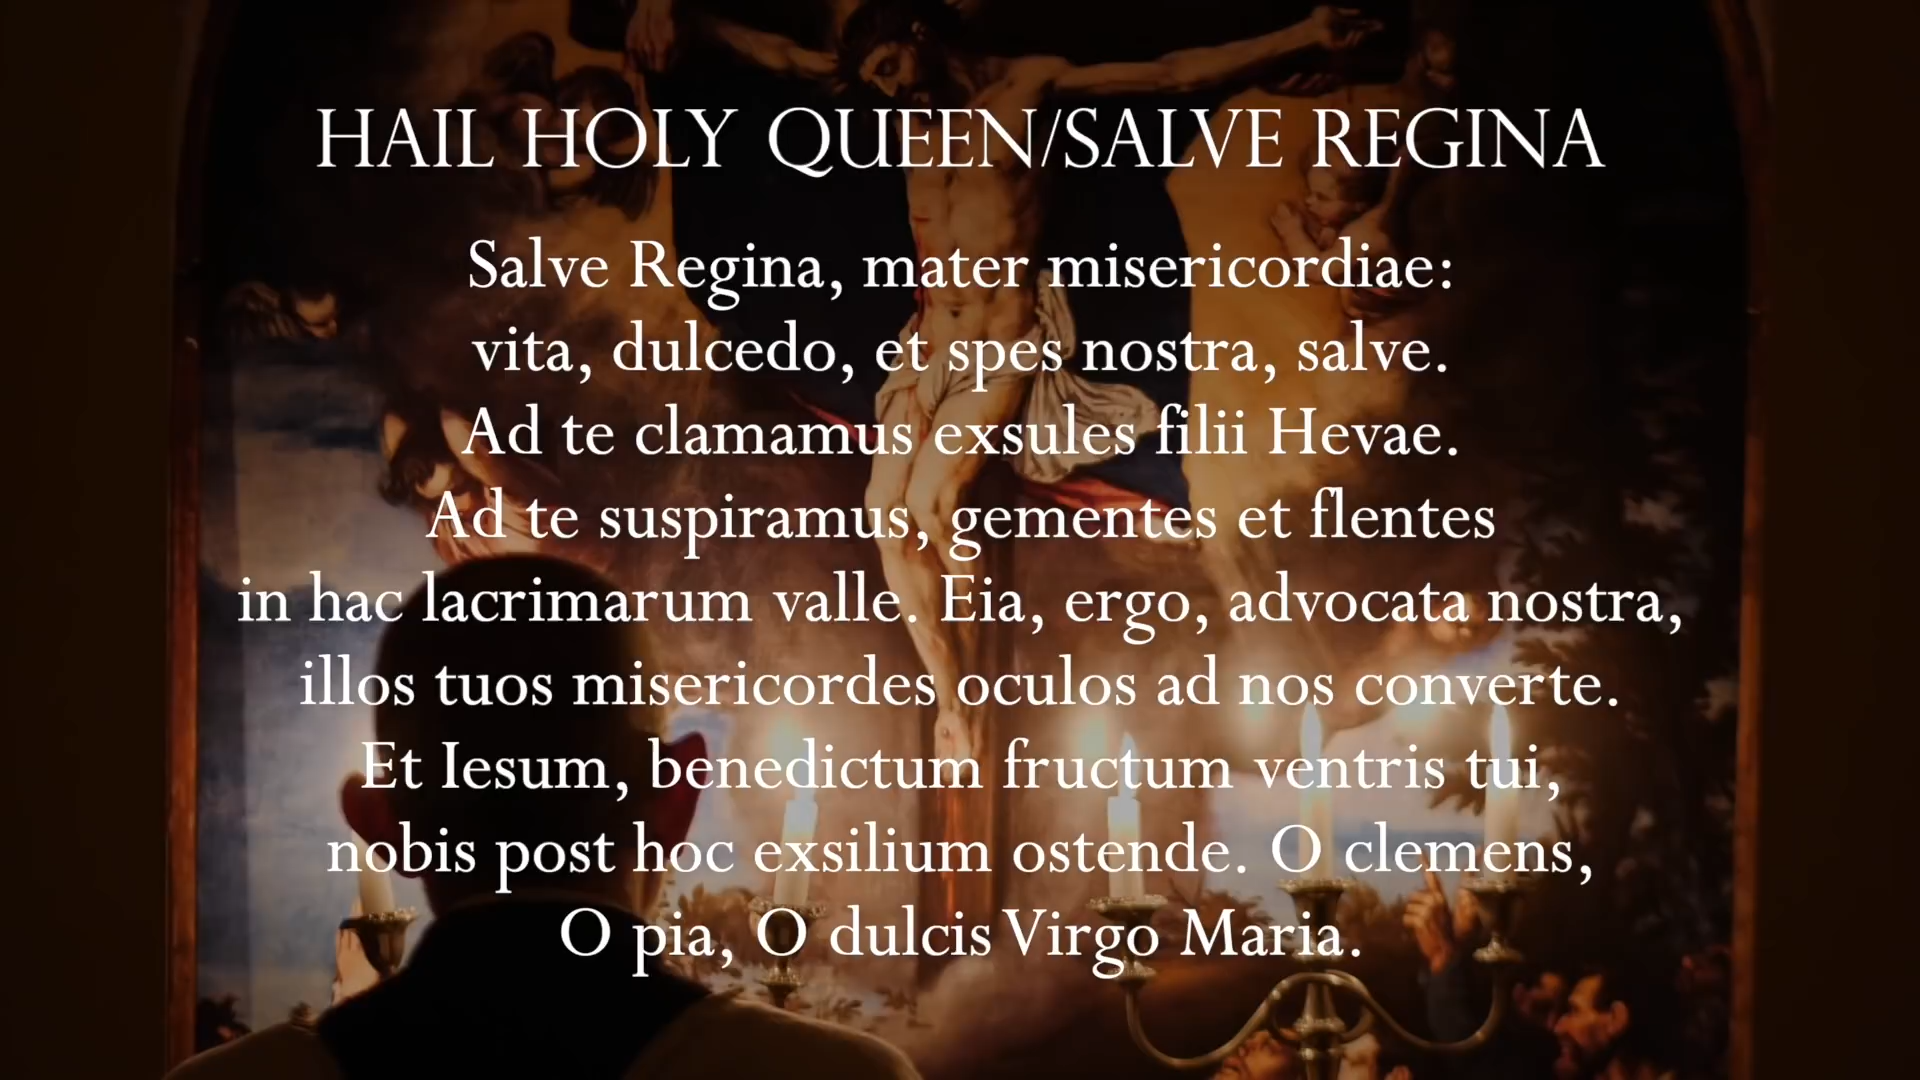 HAIL HOLY QUEEN/SALVE REGINA
Salve Regina, mater misericordiae:
vita, dulcedo, et spes nostra, salve.
Ad te clamamus exsules filii Hevae.
Ad te suspiramus, gementes et flentes
in hac lacrimarum valle. Eia, ergo, advocata nostra,
illos tuos misericordes oculos ad nos converte.
Et Iesum, benedictum fructum ventris tui,
nobis post hoc exsilium ostende. O clemens,
O pia, O dulcis Virgo Maria.